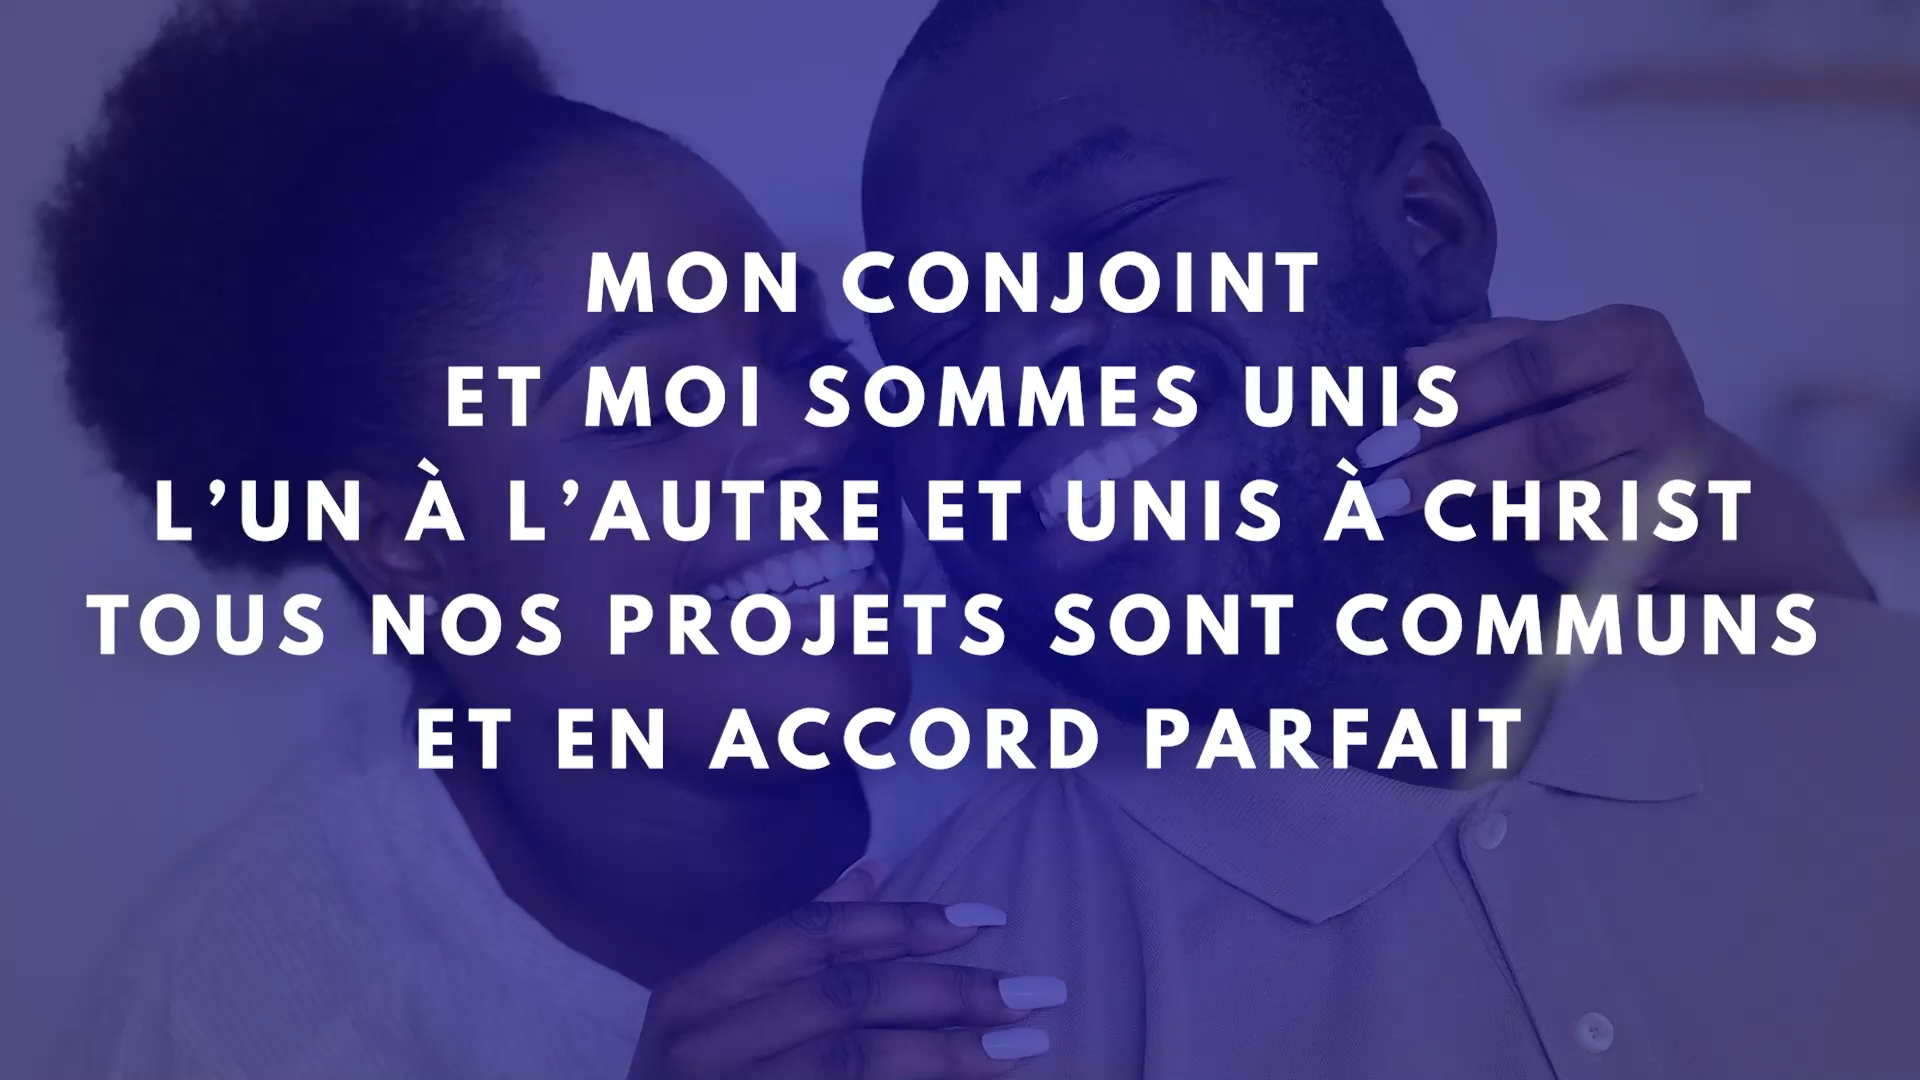 MON CONJOINT
ET MOI SOMMES UNIS
L’UN À L’AUTRE ET UNIS À CHRIST
TOUS NOS PROJETS SONT COMMUNS
ET EN ACCORD PARFAIT